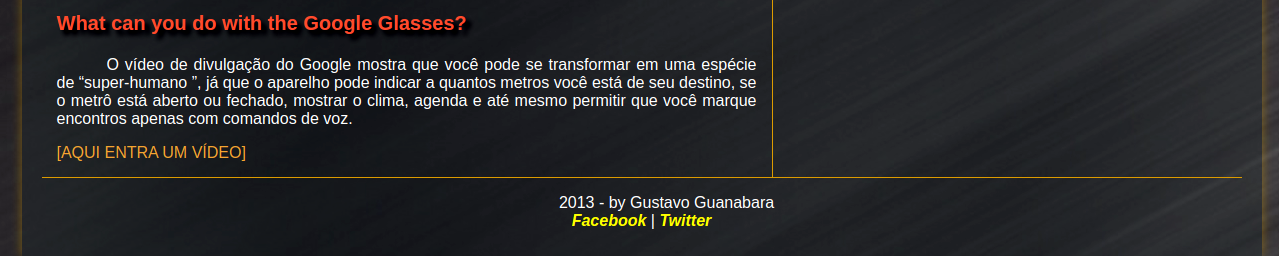 What can you do with the Google Glasses?
O vídeo de divulgação do Google mostra que você pode se transformar em uma espécie
de “super-humano ”, já que o aparelho pode indicar a quantos metros você está de seu destino, se
o metrô está aberto ou fechado, mostrar o clima, agenda e até mesmo permitir que você marque
encontros apenas com comandos de voz.
[AQUI ENTRA UM VÍDEO]
2013 - by Gustavo Guanabara
Facebook | Twitter